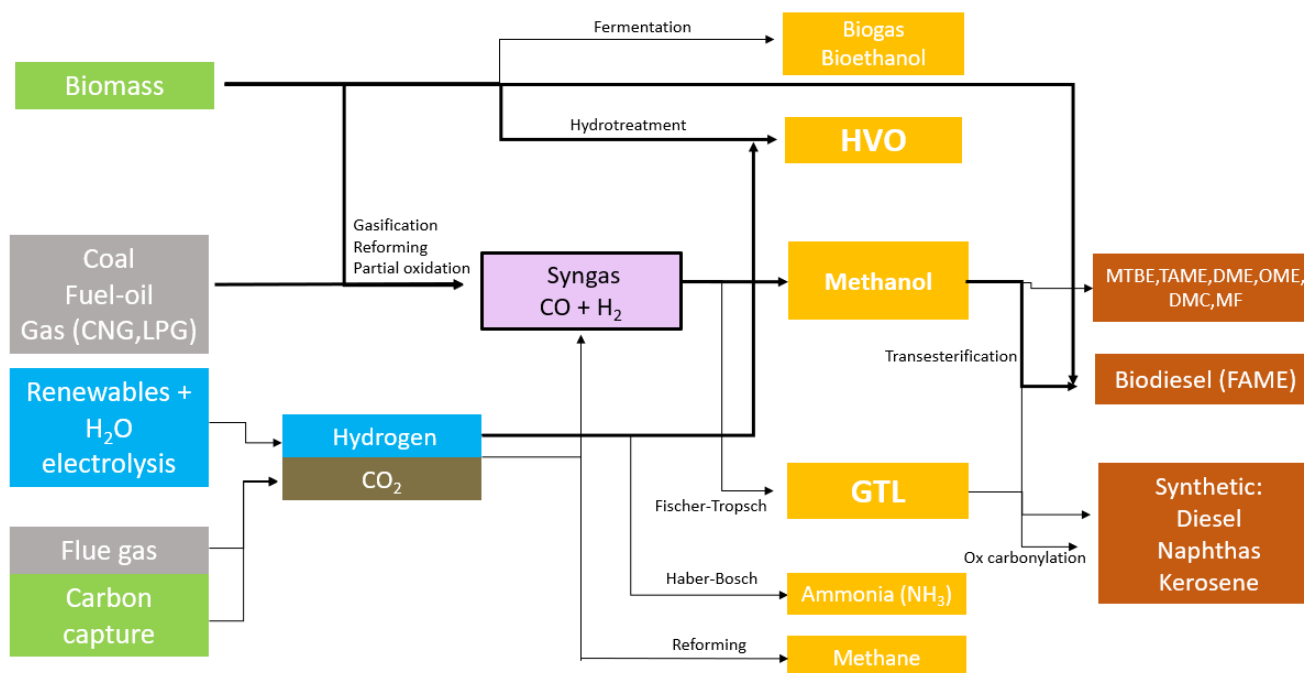 Fermentation
Biogas
Bioethanol
Biomass
Hydrotreatment
HVO
Gasification
Reforming
Partial oxidation
Coal
Fuel-oil
Gas (CNG,LPG)
Syngas
CO + H₂
Methanol
MTBE,TAME,DME,OME,
DMC,MF
Transesterification
Biodiesel (FAME)
Renewables +
H₂O
electrolysis
Hydrogen
CO₂
Fischer-Tropsch
GTL
Synthetic:
Diesel
Naphthas
Kerosene
Ox carbonylation
Flue gas
Carbon
capture
Haber-Bosch
Ammonia (NH₃)
Reforming
Methane